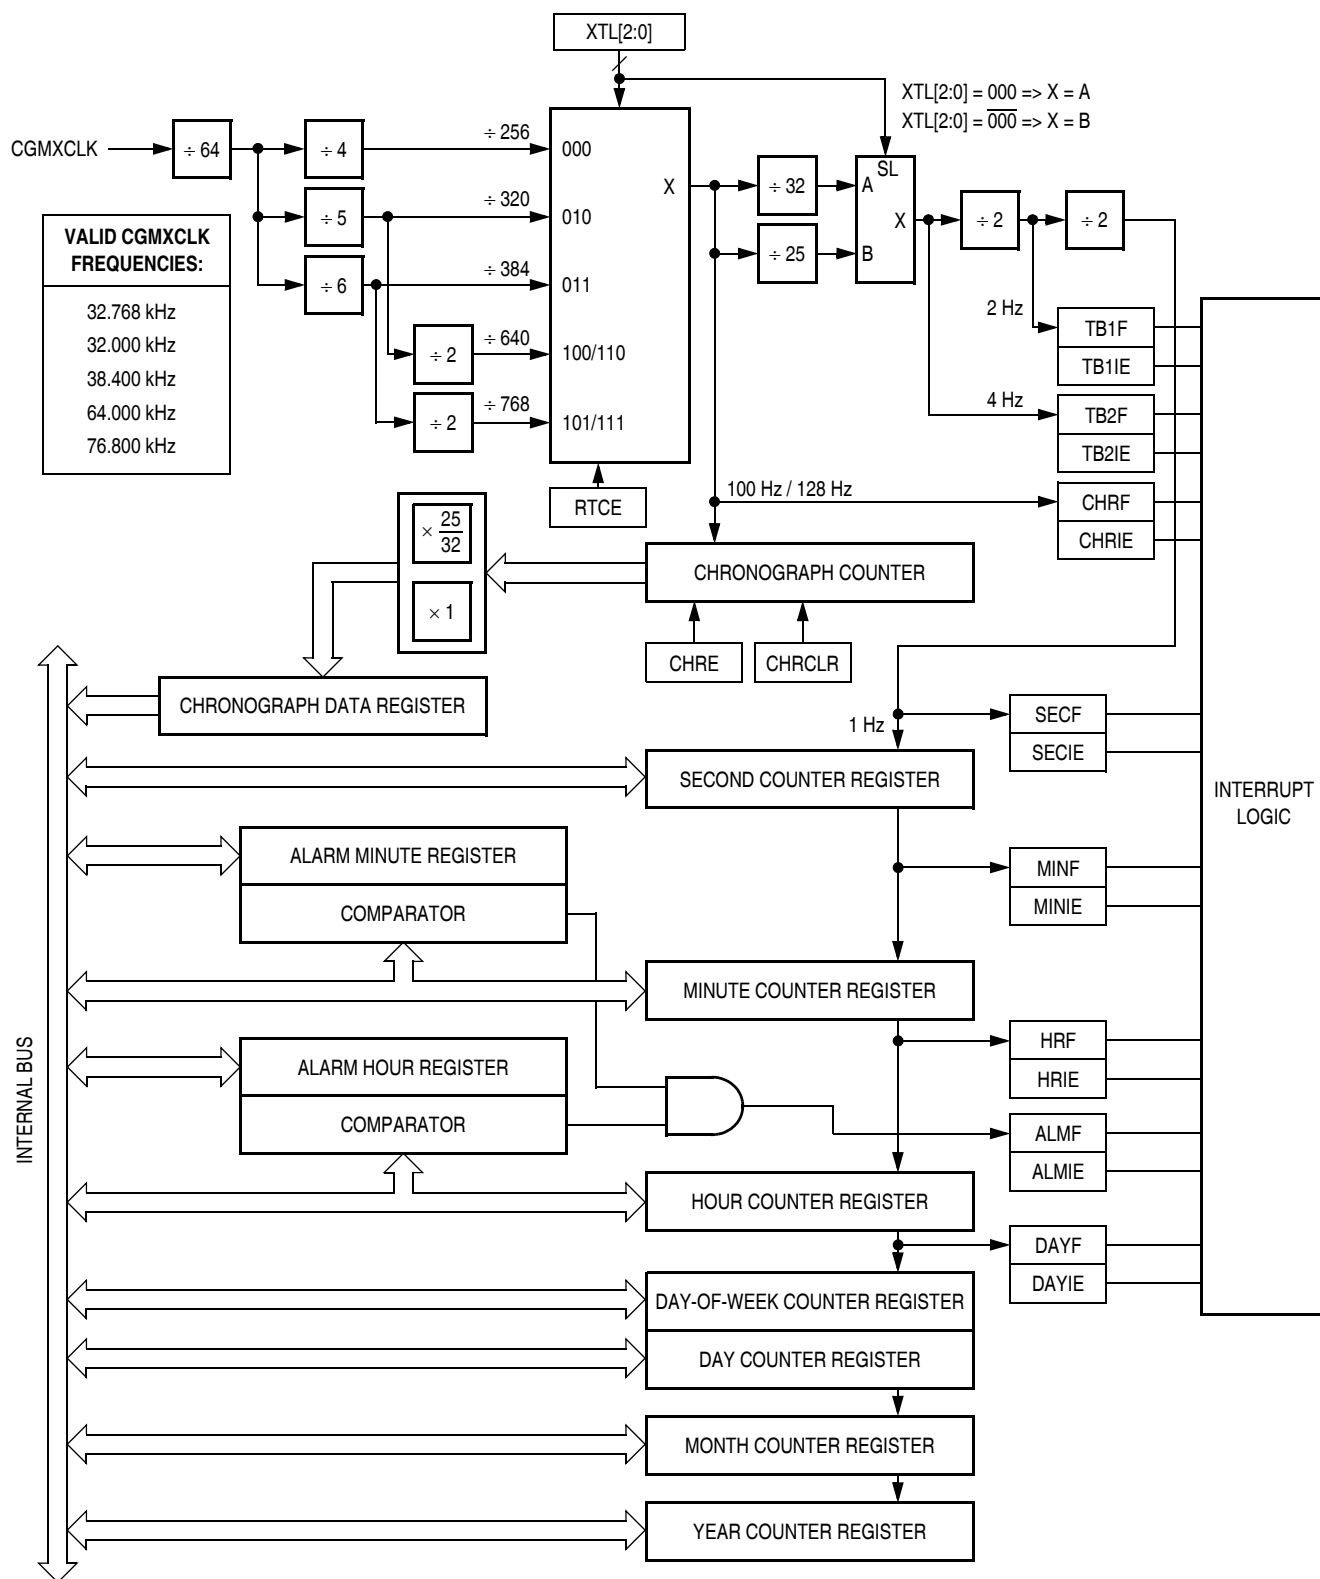 XTL[2:0]
XTL[2:0] = 000 => X = A
XTL[2:0] = 000 => X = B
CGMXCLK
÷ 64
÷ 4
÷ 256
000
÷ 5
÷ 320
010
÷ 6
÷ 384
011
÷ 2
÷ 640
100/110
÷ 2
÷ 768
101/111
X
÷ 32
÷ 25
SL
A
B
X
÷ 2
÷ 2
VALID CGMXCLK
FREQUENCIES:
32.768 kHz
32.000 kHz
38.400 kHz
64.000 kHz
76.800 kHz
RTCE
2 Hz
TB1F
TB1IE
4 Hz
TB2F
TB2IE
100 Hz / 128 Hz
CHRF
CHRIE
× 25
32
× 1
CHRONOGRAPH COUNTER
CHRE
CHRCLR
CHRONOGRAPH DATA REGISTER
1 Hz
SECF
SECIE
SECOND COUNTER REGISTER
INTERRUPT
LOGIC
ALARM MINUTE REGISTER
COMPARATOR
MINF
MINIE
MINUTE COUNTER REGISTER
INTERNAL BUS
ALARM HOUR REGISTER
COMPARATOR
HRF
HRIE
ALMF
ALMIE
HOUR COUNTER REGISTER
DAYF
DAYIE
DAY-OF-WEEK COUNTER REGISTER
DAY COUNTER REGISTER
MONTH COUNTER REGISTER
YEAR COUNTER REGISTER